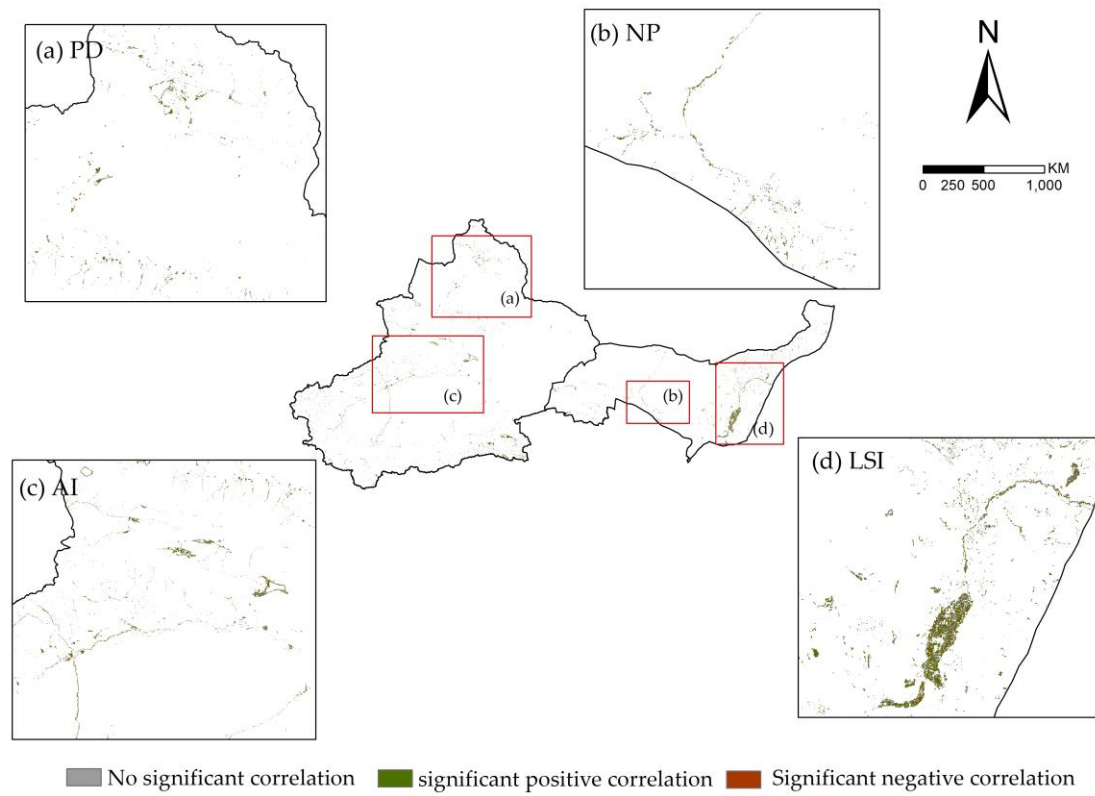 (a) PD
(b) NP
N
KM
0 250 500 1,000
(a)
(c)
(b)
(d)
(c) AI
(d) LSI
No significant correlation significant positive correlation Significant negative correlation